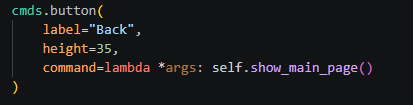 cmds.button(
    label="Back",
    height=35,
    command=lambda *args: self.show_main_page()
)